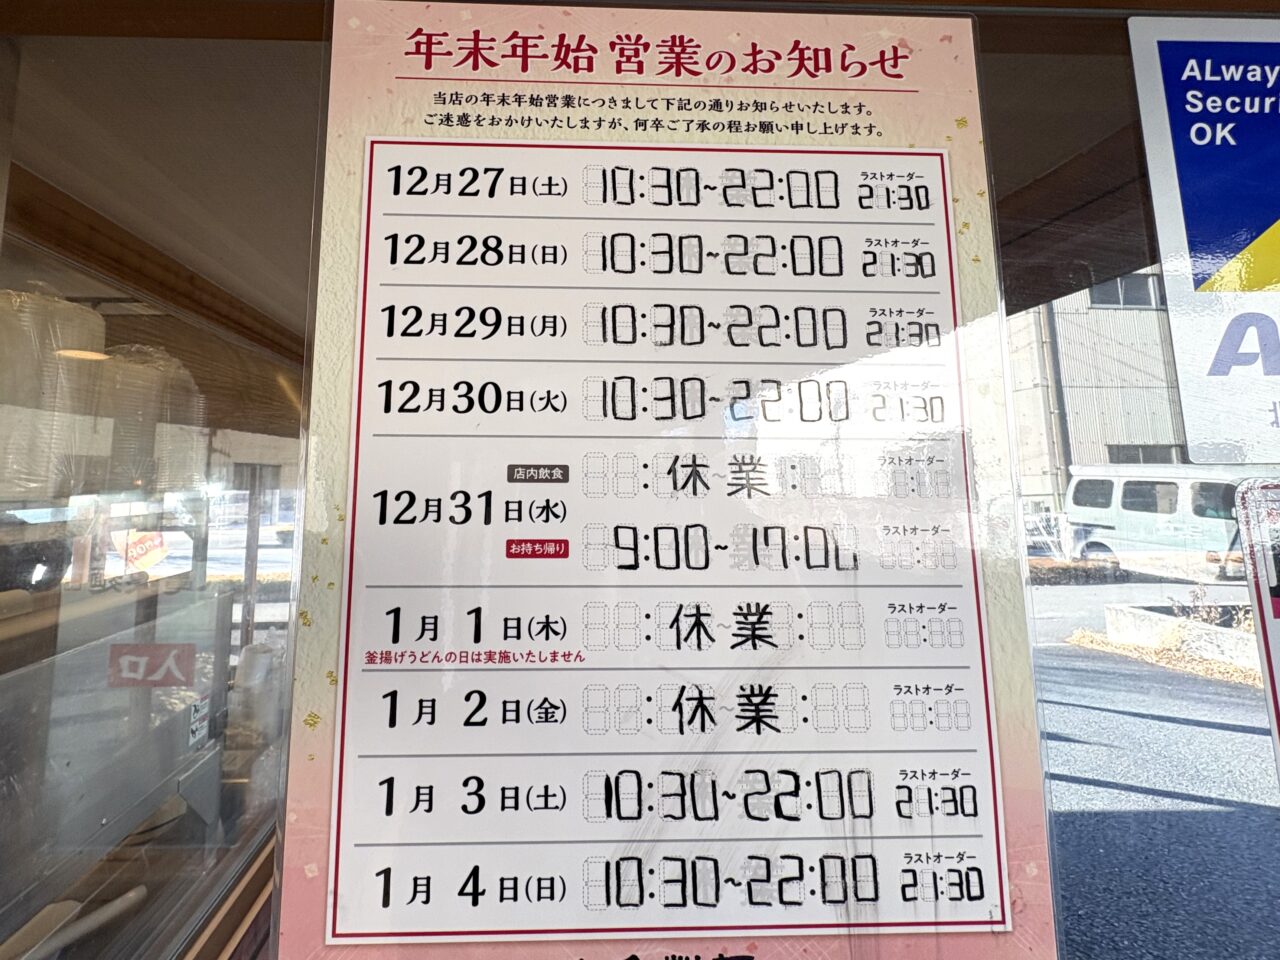 年末年始 営業のお知らせ
当店の年末年始営業につきまして下記の通りお知らせいたします。
ご迷惑をおかけいたしますが、何卒ご了承の程お願い申し上げます。
12月27日(土) 10:30~22:00 ラストオーダー 21:30
12月28日(日) 10:30~22:00 ラストオーダー 21:30
12月29日(月) 10:30~22:00 ラストオーダー 21:30
12月30日(火) 10:30~22:00 ラストオーダー 21:30
12月31日(水)
店内飲食 休業 ラストオーダー
お持ち帰り 9:00~17:00 ラストオーダー
1月1日(木) 休業 ラストオーダー
釜揚げうどんの日は実施いたしません
1月2日(金) 休業 ラストオーダー
1月3日(土) 10:30~22:00 ラストオーダー 21:30
1月4日(日) 10:30~22:00 ラストオーダー 21:30
ALway
Securi
OK
A
入口